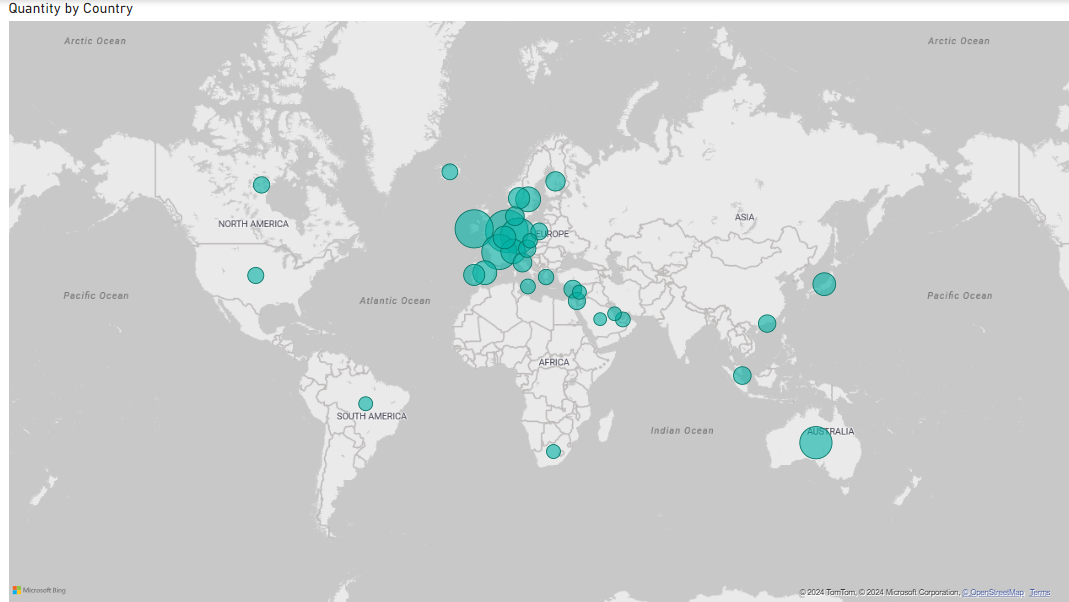 Quantity by Country
Arctic Ocean
Arctic Ocean
NORTH AMERICA
ASIA
EUROPE
Pacific Ocean
Atlantic Ocean
Pacific Ocean
AFRICA
SOUTH AMERICA
Indian Ocean
AUSTRALIA
Microsoft Bing
© 2024 TomTom, © 2024 Microsoft Corporation, © OpenStreetMap Terms